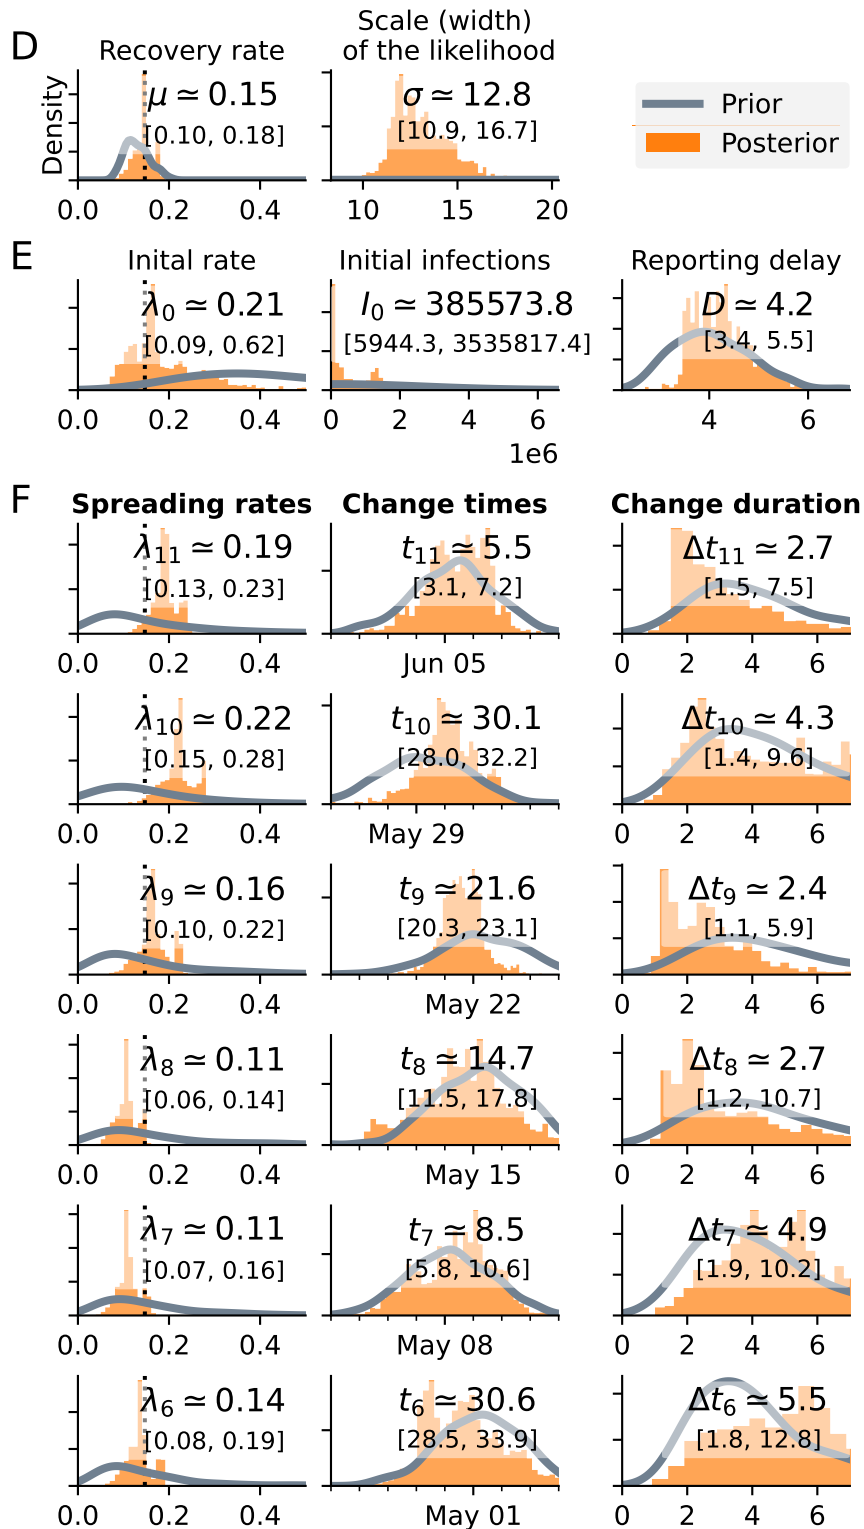 D
Recovery rate
Scale (width)
of the likelihood
Density
μ ≃ 0.15
[0.10, 0.18]
0.0 0.2 0.4
σ ≃ 12.8
[10.9, 16.7]
10 15 20
Prior
Posterior
E
Inital rate
Initial infections
Reporting delay
λ0 ≃ 0.21
[0.09, 0.62]
0.0 0.2 0.4
I0 ≃ 385573.8
[5944.3, 3535817.4]
0 2 4 6
1e6
D ≃ 4.2
[3.4, 5.5]
4 6
F
Spreading rates
Change times
Change duration
λ11 ≃ 0.19
[0.13, 0.23]
0.0 0.2 0.4
t11 ≃ 5.5
[3.1, 7.2]
Jun 05
Δt11 ≃ 2.7
[1.5, 7.5]
0 2 4 6
λ10 ≃ 0.22
[0.15, 0.28]
0.0 0.2 0.4
t10 ≃ 30.1
[28.0, 32.2]
May 29
Δt10 ≃ 4.3
[1.4, 9.6]
0 2 4 6
λ9 ≃ 0.16
[0.10, 0.22]
0.0 0.2 0.4
t9 ≃ 21.6
[20.3, 23.1]
May 22
Δt9 ≃ 2.4
[1.1, 5.9]
0 2 4 6
λ8 ≃ 0.11
[0.06, 0.14]
0.0 0.2 0.4
t8 ≃ 14.7
[11.5, 17.8]
May 15
Δt8 ≃ 2.7
[1.2, 10.7]
0 2 4 6
λ7 ≃ 0.11
[0.07, 0.16]
0.0 0.2 0.4
t7 ≃ 8.5
[5.8, 10.6]
May 08
Δt7 ≃ 4.9
[1.9, 10.2]
0 2 4 6
λ6 ≃ 0.14
[0.08, 0.19]
0.0 0.2 0.4
t6 ≃ 30.6
[28.5, 33.9]
May 01
Δt6 ≃ 5.5
[1.8, 12.8]
0 2 4 6